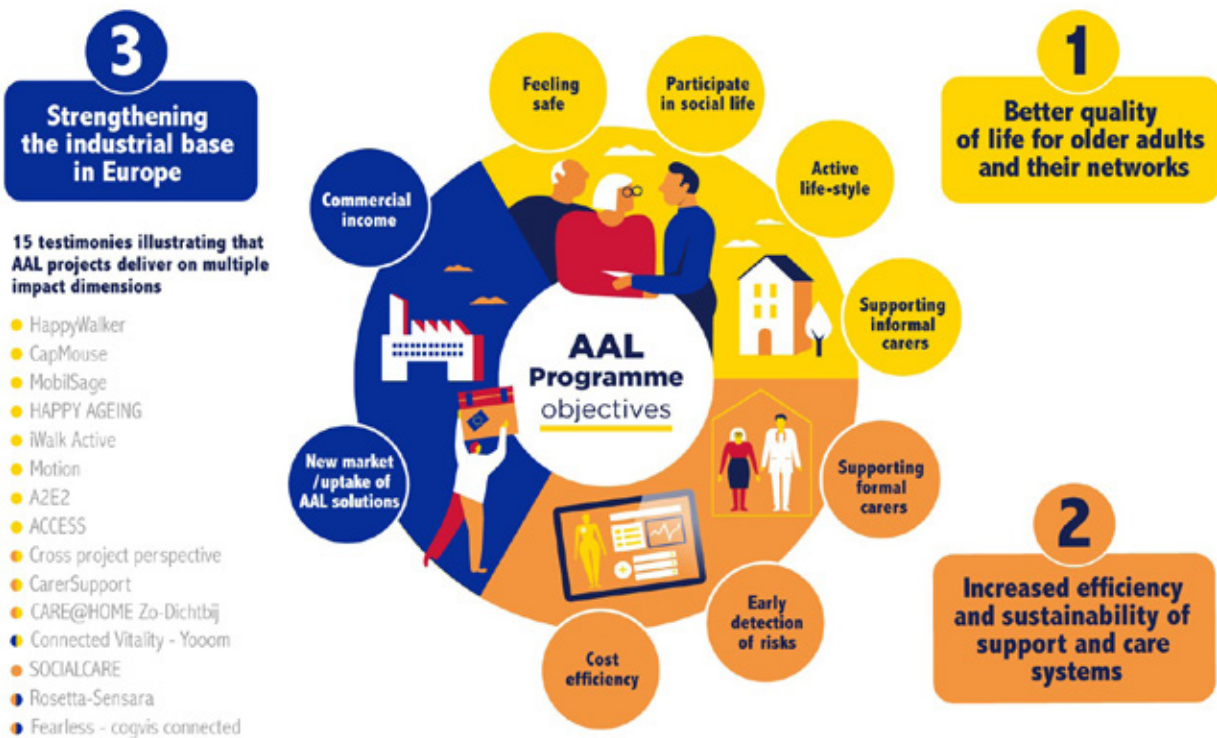 3
Strengthening
the industrial base
in Europe
15 testimonies illustrating that
AAL projects deliver on multiple
impact dimensions
HappyWalker
CapMouse
MobilSage
HAPPY AGEING
iWalk Active
Motion
A2E2
ACCESS
Cross project perspective
CarerSupport
CARE@HOME Zo-Dichtbij
Connected Vitality - Yooom
SOCIALCARE
Rosetta-Sensara
Fearless - cogvis connected
Feeling
safe
Participate
in social life
Active
life-style
Supporting
informal
carers
Supporting
formal
carers
Early
detection
of risks
Cost
efficiency
New market
/uptake of
AAL solutions
Commercial
income
AAL
Programme
objectives
1
Better quality
of life for older adults
and their networks
2
Increased efficiency
and sustainability of
support and care
systems